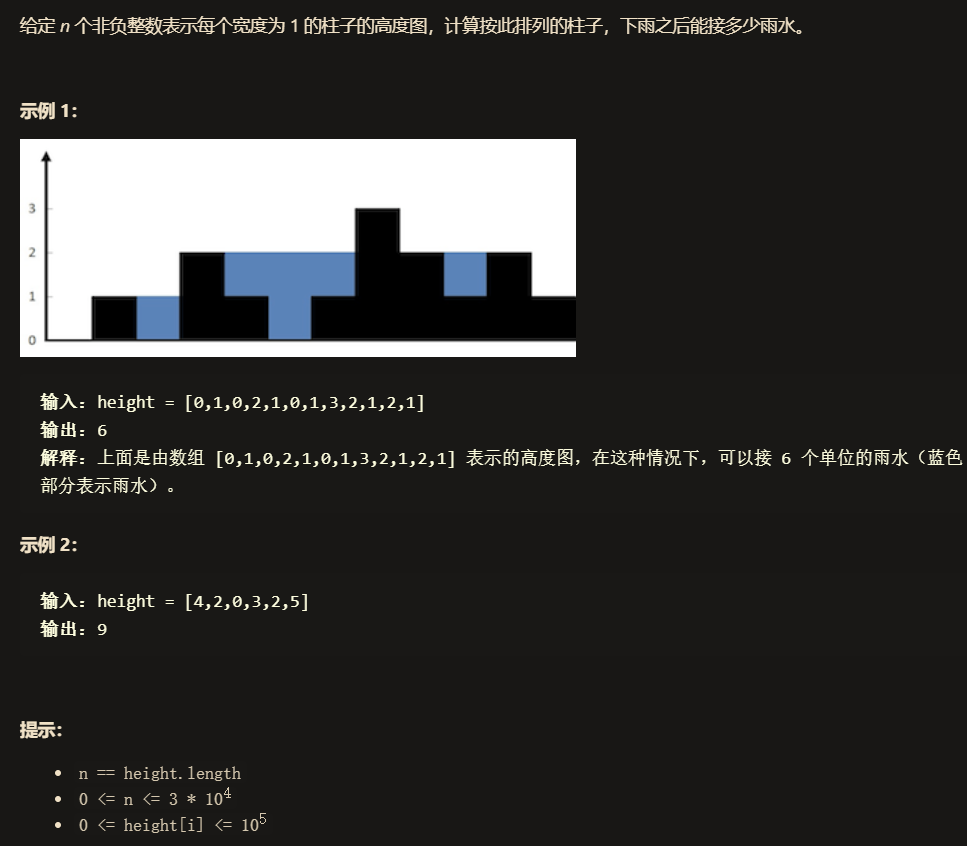 给定 n 个非负整数表示每个宽度为 1 的柱子的高度图，计算按此排列的柱子，下雨之后能接多少雨水。
示例 1：
3
2
1
0
输入：height = [0,1,0,2,1,0,1,3,2,1,2,1]
输出：6
解释：上面是由数组 [0,1,0,2,1,0,1,3,2,1,2,1] 表示的高度图，在这种情况下，可以接 6 个单位的雨水（蓝色
部分表示雨水）。
示例 2：
输入：height = [4,2,0,3,2,5]
输出：9
提示：
• n == height.length
• 0 <= n <= 3 * 10⁴
• 0 <= height[i] <= 10⁵